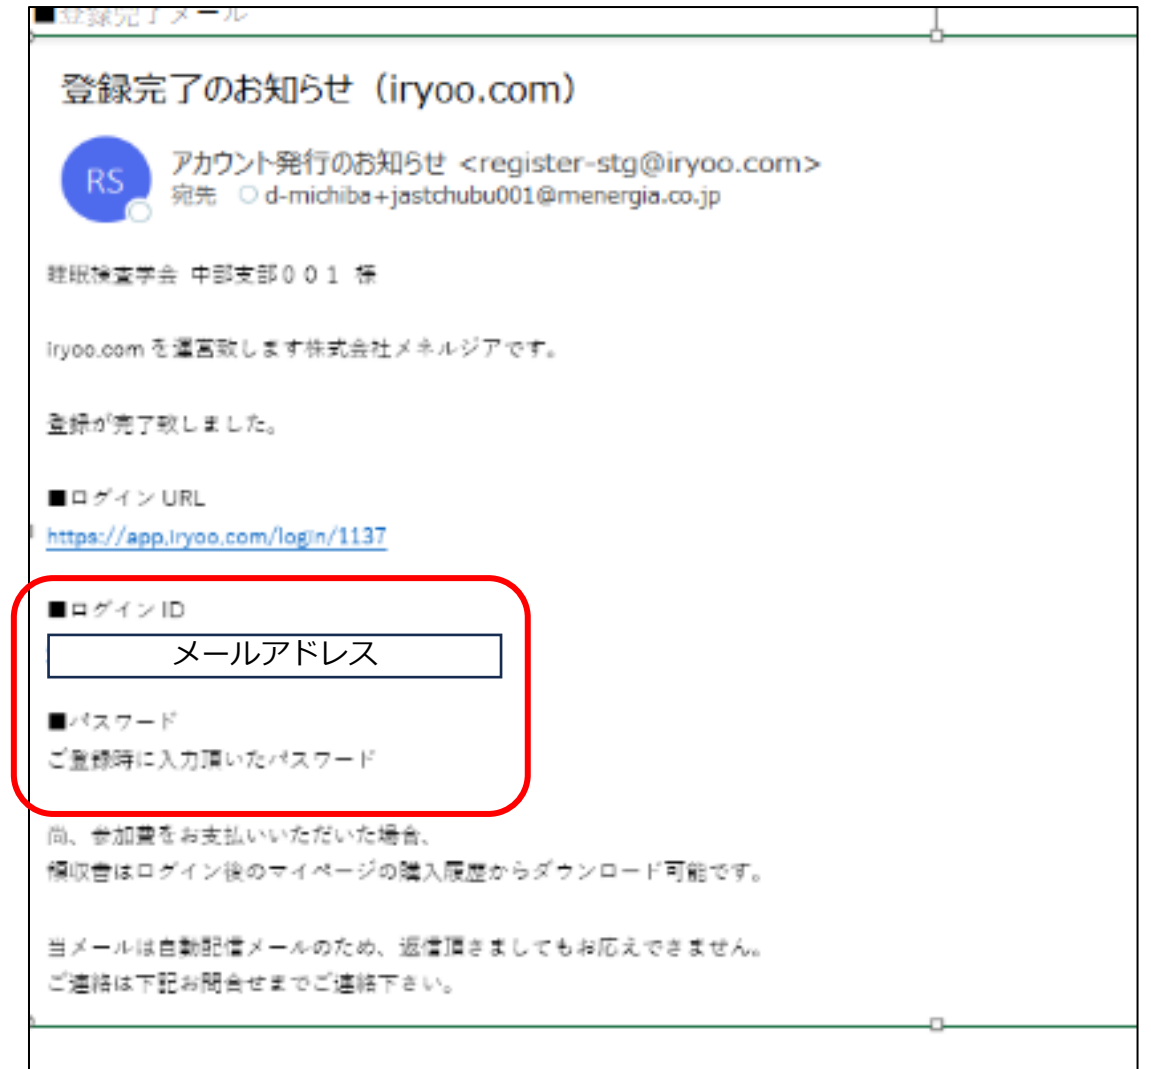 ■登録完了メール
登録完了のお知らせ（iryoo.com）
RS
アカウント発行のお知らせ <register-stg@iryoo.com>
宛先 d-michiba+jastchubu001@menergia.co.jp
睡眠検査学会 中部支部００１ 様
iryoo.com を運営致します株式会社メネルジアです。
登録が完了致しました。
■ログイン URL
https://app.iryoo.com/login/1137
■ログイン ID
メールアドレス
■パスワード
ご登録時に入力頂いたパスワード
尚、参加費をお支払いいただいた場合、
領収書はログイン後のマイページの購入履歴からダウンロード可能です。
当メールは自動配信メールのため、返信頂きましてもお応えできません。
ご連絡は下記お問合せまでご連絡下さい。